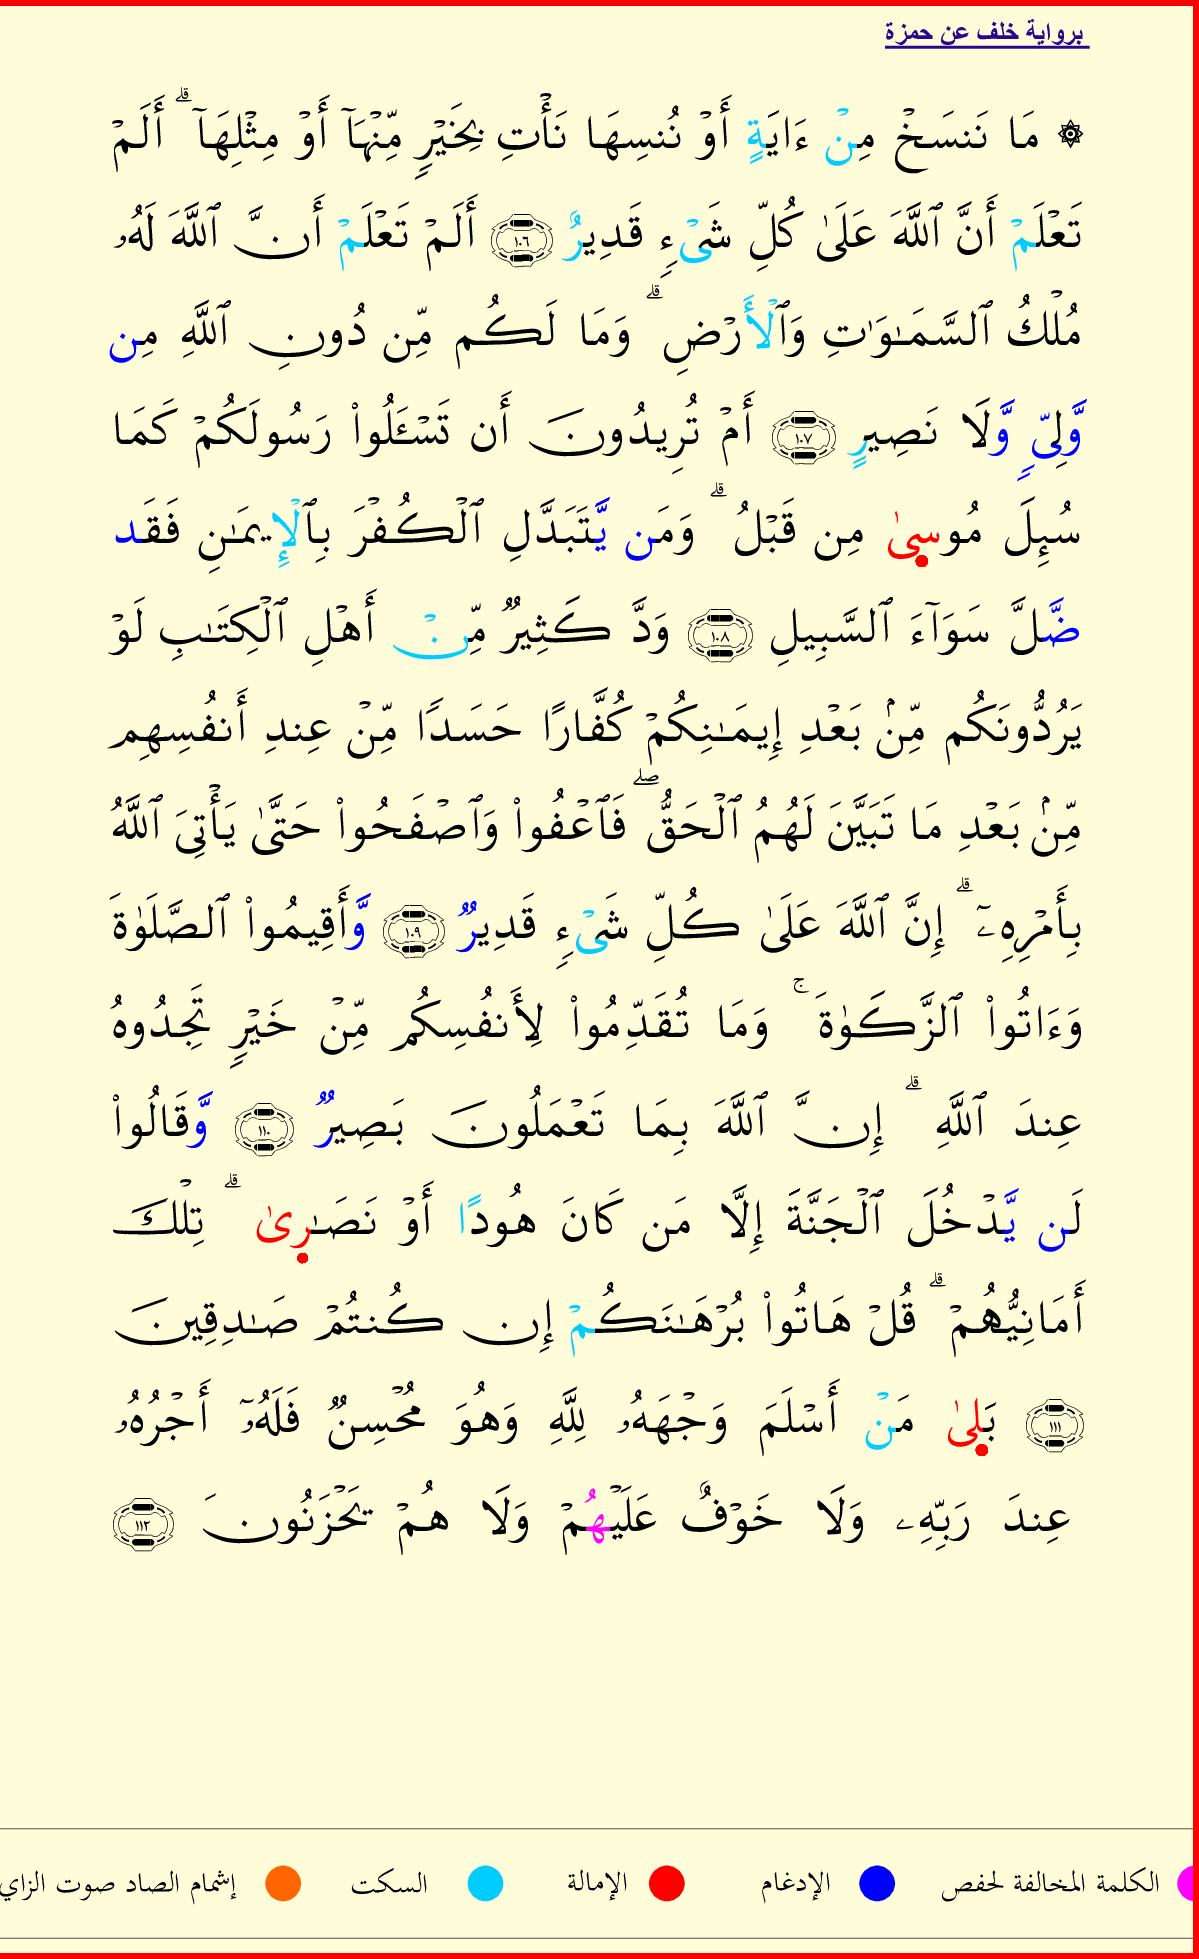 برواية خلف عن حمزة
۞ مَا نَنسَخۡ مِنۡ ءَايَةٍ أَوۡ نُنسِهَا نَأۡتِ بِخَيۡرٖ مِّنۡهَآ أَوۡ مِثۡلِهَآۗ أَلَمۡ
تَعۡلَمۡ أَنَّ ٱللَّهَ عَلَىٰ كُلِّ شَيۡءٖ قَدِيرٌ ١٠٦ أَلَمۡ تَعۡلَمۡ أَنَّ ٱللَّهَ لَهُۥ
مُلۡكُ ٱلسَّمَٰوَٰتِ وَٱلۡأَرۡضِۗ وَمَا لَكُم مِّن دُونِ ٱللَّهِ مِن
وَّلِيّٖ وَّلَا نَصِيرٍ ١٠٧ أَمۡ تُرِيدُونَ أَن تَسۡـَٔلُواْ رَسُولَكُمۡ كَمَا
سُئِلَ مُوسىٰ مِن قَبۡلُۗ وَمَن يَّتَبَدَّلِ ٱلۡكُفۡرَ بِٱلۡإِيمَٰنِ فَقَد
ضَّلَّ سَوَآءَ ٱلسَّبِيلِ ١٠٨ وَدَّ كَثِيرٞ مِّنۡ أَهۡلِ ٱلۡكِتَٰبِ لَوۡ
يَرُدُّونَكُم مِّنۢ بَعۡدِ إِيمَٰنِكُمۡ كُفَّارًا حَسَدٗا مِّنۡ عِندِ أَنفُسِهِم
مِّنۢ بَعۡدِ مَا تَبَيَّنَ لَهُمُ ٱلۡحَقُّۖ فَٱعۡفُواْ وَٱصۡفَحُواْ حَتَّىٰ يَأۡتِيَ ٱللَّهُ
بِأَمۡرِهِۦٓۗ إِنَّ ٱللَّهَ عَلَىٰ كُلِّ شَيۡءٖ قَدِيرٞ ١٠٩ وَّأَقِيمُواْ ٱلصَّلَوٰةَ
وَءَاتُواْ ٱلزَّكَوٰةَۚ وَمَا تُقَدِّمُواْ لِأَنفُسِكُم مِّنۡ خَيۡرٖ تَجِدُوهُ
عِندَ ٱللَّهِۗ إِنَّ ٱللَّهَ بِمَا تَعۡمَلُونَ بَصِيرٞ ١١٠ وَّقَالُواْ
لَن يَّدۡخُلَ ٱلۡجَنَّةَ إِلَّا مَن كَانَ هُودًا أَوۡ نَصَٰرِىٰۗ تِلۡكَ
أَمَانِيُّهُمۡۗ قُلۡ هَاتُواْ بُرۡهَٰنَكُمۡ إِن كُنتُمۡ صَٰدِقِينَ
١١١ بَلىٰ مَنۡ أَسۡلَمَ وَجۡهَهُۥ لِلَّهِ وَهُوَ مُحۡسِنٞ فَلَهُۥٓ أَجۡرُهُۥ
عِندَ رَبِّهِۦ وَلَا خَوۡفٌ عَلَيۡهُمۡ وَلَا هُمۡ يَحۡزَنُونَ ١١٢
الكلمة المخالفة لحفص الإدغام الإمالة السكت إشمام الصاد صوت الزاي